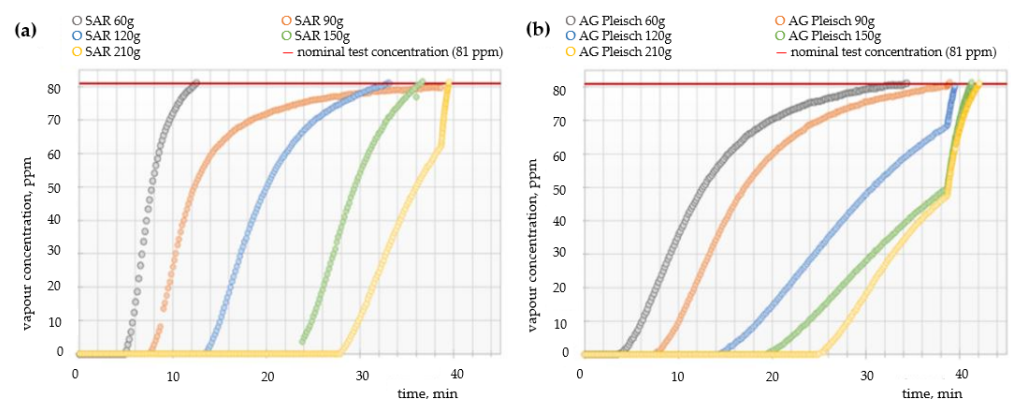 (a)
SAR 60g
SAR 90g
SAR 120g
SAR 150g
SAR 210g
nominal test concentration (81 ppm)
80
70
60
50
40
30
20
10
0
vapour concentration, ppm
0 10 20 30 40
time, min
(b)
AG Pleisch 60g
AG Pleisch 90g
AG Pleisch 120g
AG Pleisch 150g
AG Pleisch 210g
nominal test concentration (81 ppm)
80
70
60
50
40
30
20
10
0
vapour concentration, ppm
0 10 20 30 40
time, min